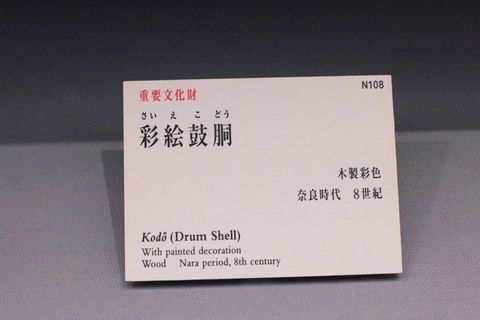 N108
重要文化財
さいえこどう
彩絵鼓胴
木製彩色
奈良時代 8世紀
Kodô (Drum Shell)
With painted decoration
Wood Nara period, 8th century